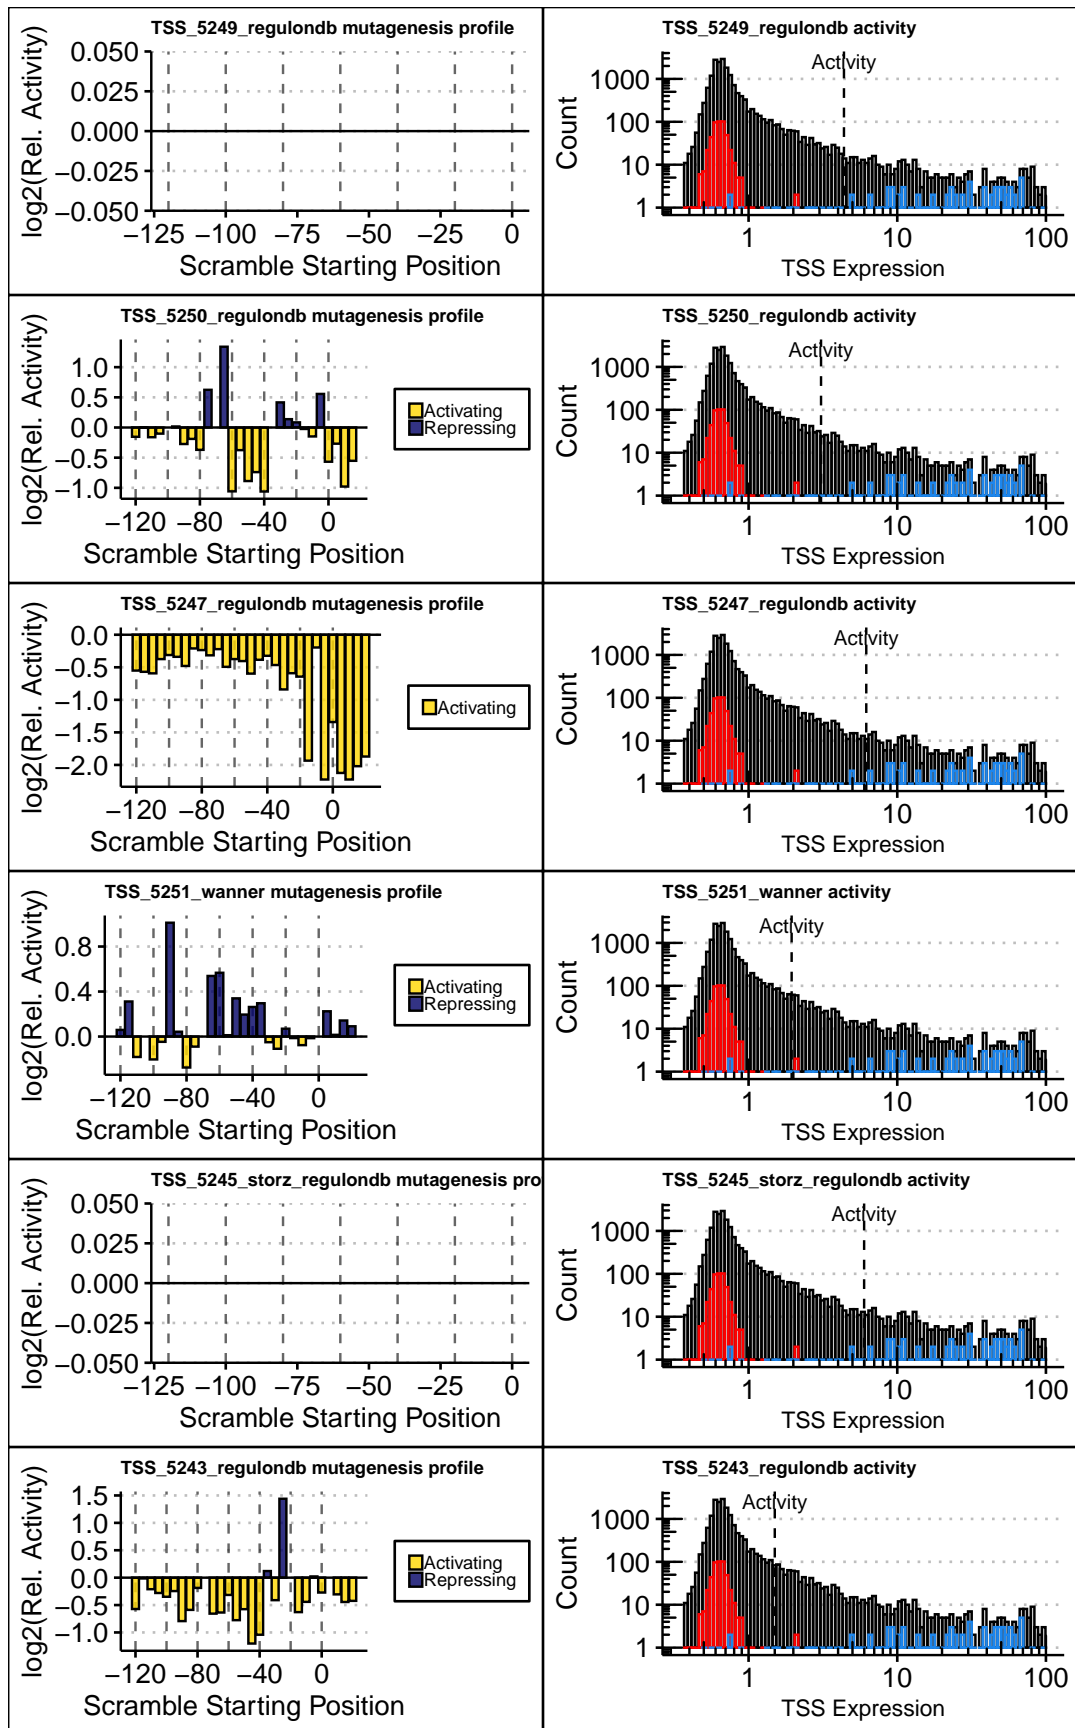 TSS_5249_regulondb mutagenesis profile
log2(Rel. Activity)
0.050
0.025
0.000
−0.025
−0.050
−125 −100 −75 −50 −25 0
Scramble Starting Position
TSS_5249_regulondb activity
Activity
Count
1000
100
10
1
1 10 100
TSS Expression
TSS_5250_regulondb mutagenesis profile
log2(Rel. Activity)
1.0
0.5
0.0
−0.5
−1.0
−120 −80 −40 0
Scramble Starting Position
Activating
Repressing
TSS_5250_regulondb activity
Activity
Count
1000
100
10
1
1 10 100
TSS Expression
TSS_5247_regulondb mutagenesis profile
log2(Rel. Activity)
0.0
−0.5
−1.0
−1.5
−2.0
−120 −80 −40 0
Scramble Starting Position
Activating
TSS_5247_regulondb activity
Activity
Count
1000
100
10
1
1 10 100
TSS Expression
TSS_5251_wanner mutagenesis profile
log2(Rel. Activity)
0.8
0.4
0.0
−120 −80 −40 0
Scramble Starting Position
Activating
Repressing
TSS_5251_wanner activity
Activity
Count
1000
100
10
1
1 10 100
TSS Expression
TSS_5245_storz_regulondb mutagenesis pro
log2(Rel. Activity)
0.050
0.025
0.000
−0.025
−0.050
−125 −100 −75 −50 −25 0
Scramble Starting Position
TSS_5245_storz_regulondb activity
Activity
Count
1000
100
10
1
1 10 100
TSS Expression
TSS_5243_regulondb mutagenesis profile
log2(Rel. Activity)
1.5
1.0
0.5
0.0
−0.5
−1.0
−120 −80 −40 0
Scramble Starting Position
Activating
Repressing
TSS_5243_regulondb activity
Activity
Count
1000
100
10
1
1 10 100
TSS Expression